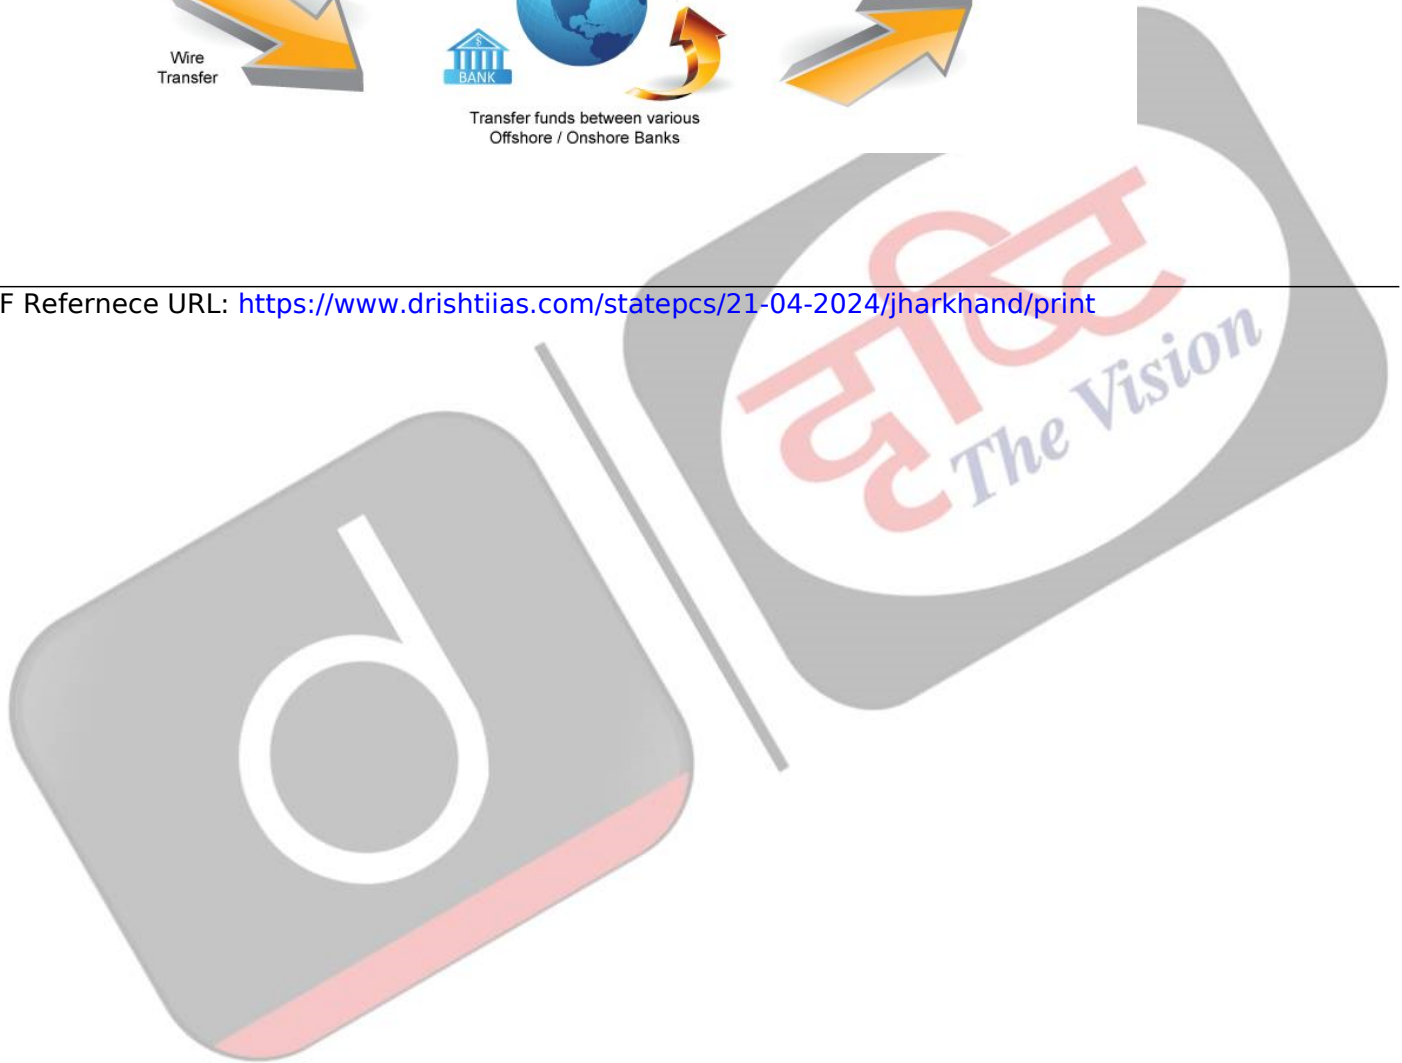 Wire
Transfer
$
BANK
Transfer funds between various
Offshore / Onshore Banks
F Refernece URL: https://www.drishtiias.com/statepcs/21-04-2024/jharkhand/print
दृष्टि
The Vision
d